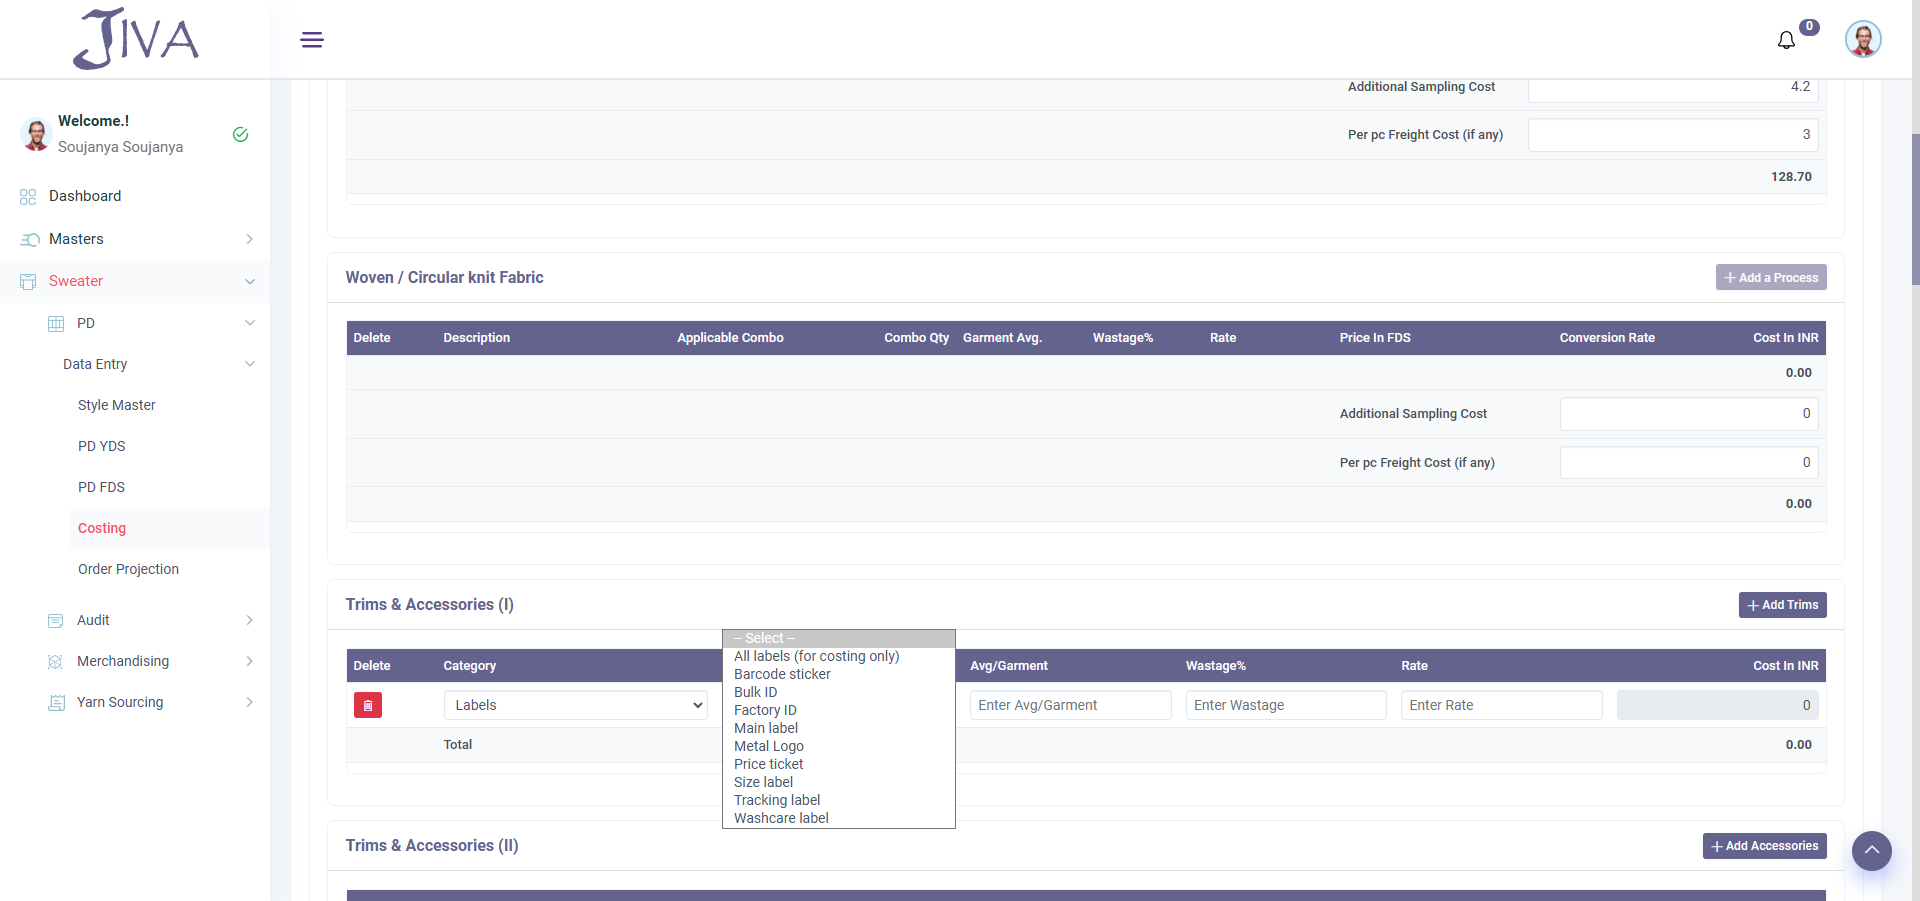 JIVA
0
Welcome.!
Soujanya Soujanya
Dashboard
Masters
Sweater
PD
Data Entry
Style Master
PD YDS
PD FDS
Costing
Order Projection
Audit
Merchandising
Yarn Sourcing
Additional Sampling Cost 4.2
Per pc Freight Cost (if any) 3
128.70
Woven / Circular knit Fabric + Add a Process
Delete Description Applicable Combo Combo Qty Garment Avg. Wastage% Rate Price In FDS Conversion Rate Cost In INR
0.00
Additional Sampling Cost 0
Per pc Freight Cost (if any) 0
0.00
Trims & Accessories (I) + Add Trims
Delete Category Avg/Garment Wastage% Rate Cost In INR
Labels Enter Avg/Garment Enter Wastage Enter Rate 0
Total 0.00
-- Select --
All labels (for costing only)
Barcode sticker
Bulk ID
Factory ID
Main label
Metal Logo
Price ticket
Size label
Tracking label
Washcare label
Trims & Accessories (II) + Add Accessories